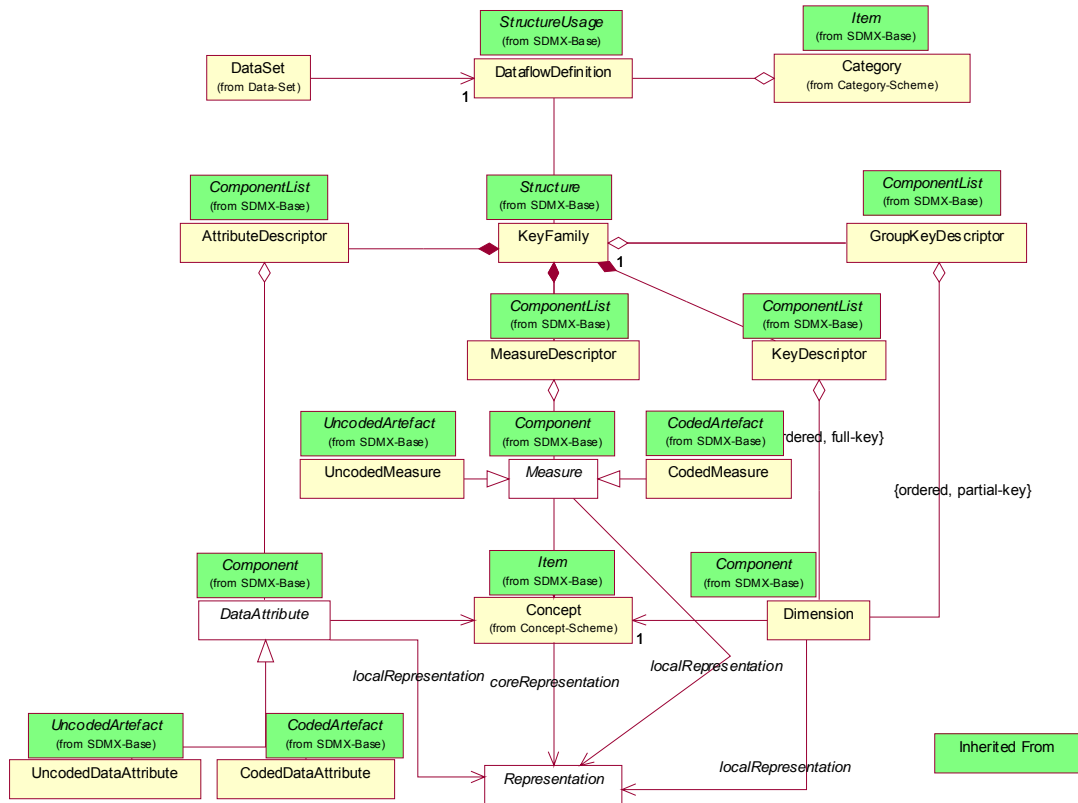 StructureUsage
(from SDMX-Base)
Item
(from SDMX-Base)
DataSet
(from Data-Set)
DataflowDefinition
Category
(from Category-Scheme)
1
ComponentList
(from SDMX-Base)
Structure
(from SDMX-Base)
ComponentList
(from SDMX-Base)
AttributeDescriptor
KeyFamily
GroupKeyDescriptor
1
ComponentList
(from SDMX-Base)
ComponentList
(from SDMX-Base)
MeasureDescriptor
KeyDescriptor
UncodedArtefact
(from SDMX-Base)
Component
(from SDMX-Base)
CodedArtefact
(from SDMX-Base)
full-key}
UncodedMeasure
Measure
CodedMeasure
{ordered, partial-key}
Component
(from SDMX-Base)
Item
(from SDMX-Base)
Component
(from SDMX-Base)
DataAttribute
Concept
(from Concept-Scheme)
1
Dimension
localRepresentation
coreRepresentation
localRepresentation
UncodedArtefact
(from SDMX-Base)
CodedArtefact
(from SDMX-Base)
UncodedDataAttribute
CodedDataAttribute
Representation
localRepresentation
Inherited From